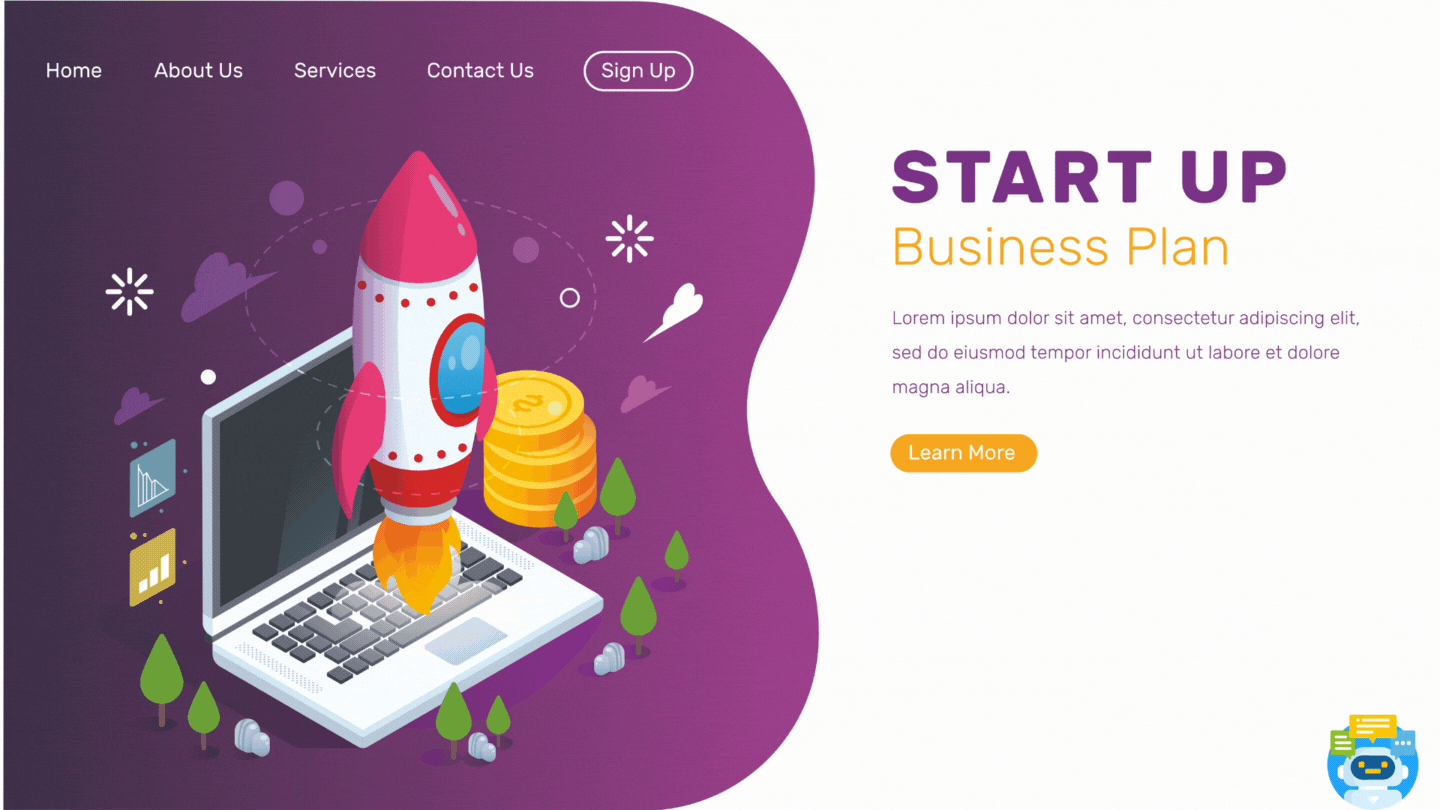 Home About Us Services Contact Us Sign Up
START UP
Business Plan
Lorem ipsum dolor sit amet, consectetur adipiscing elit,
sed do eiusmod tempor incididunt ut labore et dolore
magna aliqua.
Learn More